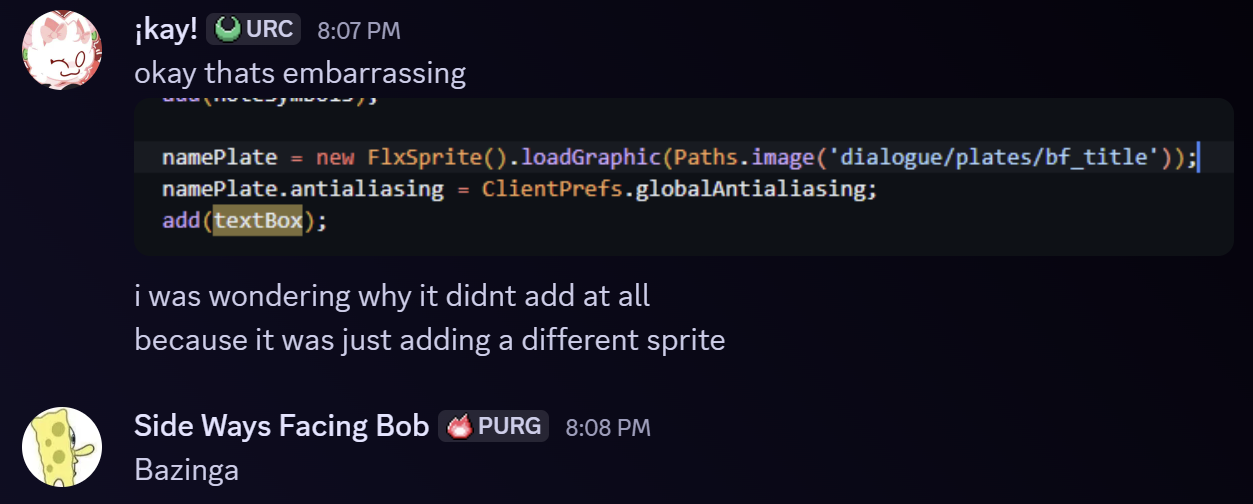 ¡kay! URC 8:07 PM
okay thats embarrassing
add(noteSymbols);
namePlate = new FlxSprite().loadGraphic(Paths.image('dialogue/plates/bf_title'));
namePlate.antialiasing = ClientPrefs.globalAntialiasing;
add(textBox);
i was wondering why it didnt add at all
because it was just adding a different sprite
Side Ways Facing Bob PURG 8:08 PM
Bazinga